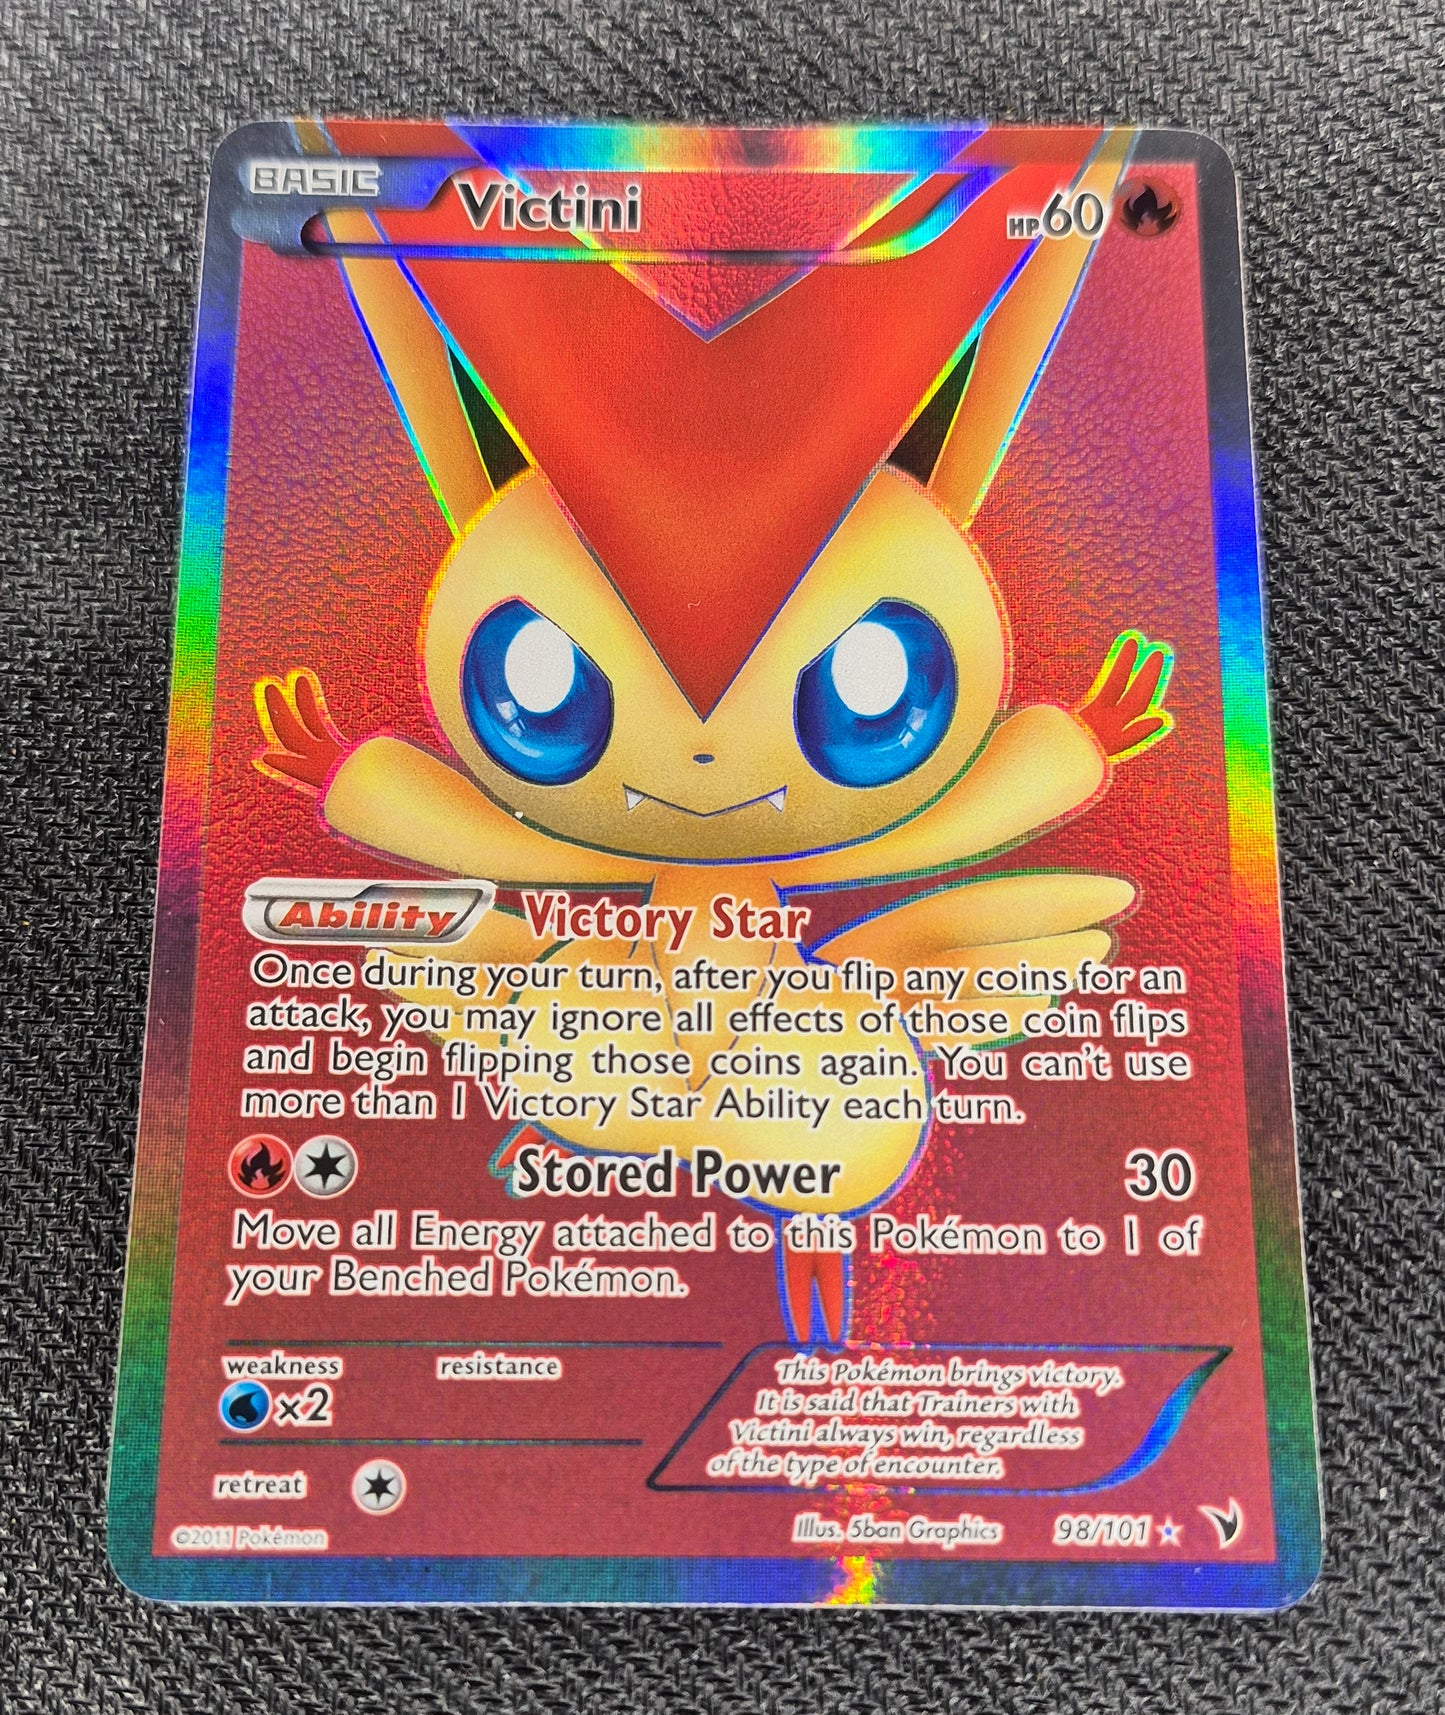 BASIC
Victini
HP60
Ability Victory Star
Once during your turn, after you flip any coins for an
attack, you may ignore all effects of those coin flips
and begin flipping those coins again. You can't use
more than 1 Victory Star Ability each turn.
Stored Power 30
Move all Energy attached to this Pokémon to 1 of
your Benched Pokémon.
weakness resistance
x2
This Pokémon brings victory.
It is said that Trainers with
Victini always win, regardless
of the type of encounter.
retreat
©2011 Pokémon
Illus. 5ban Graphics 98/101